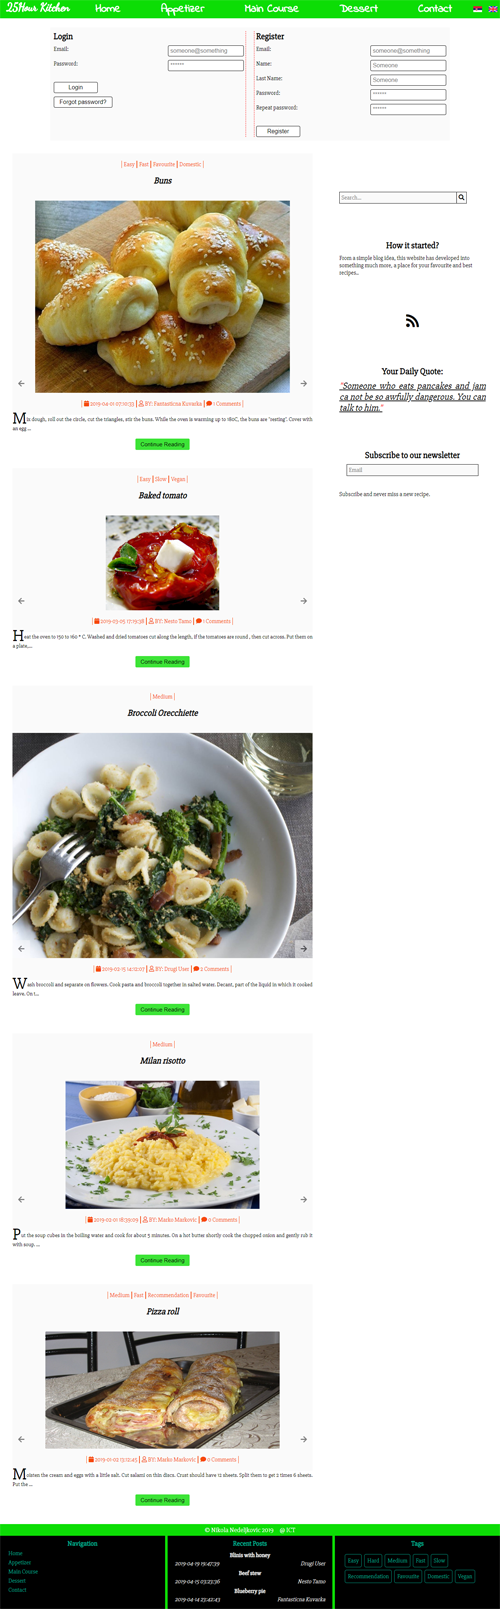 25Hour Kitchen
Home
Appetizer
Main Course
Dessert
Contact
Login
Email:
someone@something
Password:
******
Login
Forgot password?
Register
Email:
someone@something
Name:
Someone
Last Name:
Someone
Password:
******
Repeat password:
******
Register
| Easy | Fast | Favourite | Domestic |
Buns
| 2019-04-01 07:10:33 | BY: Fantasticna Kuvarka | 1 Comments |
Mix dough, roll out the circle, cut the triangles, stir the buns. While the oven is warming up to 180C, the buns are "resting". Cover with
an egg ...
Continue Reading
| Easy | Slow | Vegan |
Baked tomato
| 2019-03-05 17:19:38 | BY: Nesto Tamo | 1 Comments |
Heat the oven to 150 to 160 ° C. Washed and dried tomatoes cut along the length, if the tomatoes are round , then cut across. Put them on
a plate,...
Continue Reading
| Medium |
Broccoli Orecchiette
| 2019-02-15 14:12:07 | BY: Drugi User | 2 Comments |
Wash broccoli and separate on flowers. Cook pasta and broccoli together in salted water. Decant, part of the liquid in which it cooked
leave. On t...
Continue Reading
| Medium |
Milan risotto
| 2019-02-01 18:39:09 | BY: Marko Markovic | 0 Comments |
Put the soup cubes in the boiling water and cook for about 5 minutes. On a hot butter shortly cook the chopped onion and gently rub it
with soup. ...
Continue Reading
| Medium | Fast | Recommendation | Favourite |
Pizza roll
| 2019-01-02 13:12:45 | BY: Marko Markovic | 0 Comments |
Moisten the cream and eggs with a little salt. Cut salami on thin discs. Crust should have 12 sheets. Split them to get 2 times 6 sheets.
Put the ...
Continue Reading
Search...
How it started?
From a simple blog idea, this website has developed into
something much more, a place for your favourite and best
recipes..
Your Daily Quote:
"Someone who eats pancakes and jam
ca not be so awfully dangerous. You can
talk to him."
Subscribe to our newsletter
Email
Subscribe and never miss a new recipe.
© Nikola Nedeljkovic 2019 @ ICT
Navigation
Home
Appetizer
Main Course
Dessert
Contact
Recent Posts
Blinis with honey
2019-04-19 19:47:39 Drugi User
Beef stew
2019-04-15 03:23:36 Nesto Tamo
Blueberry pie
2019-04-14 23:42:43 Fantasticna Kuvarka
Tags
Easy
Hard
Medium
Fast
Slow
Recommendation
Favourite
Domestic
Vegan